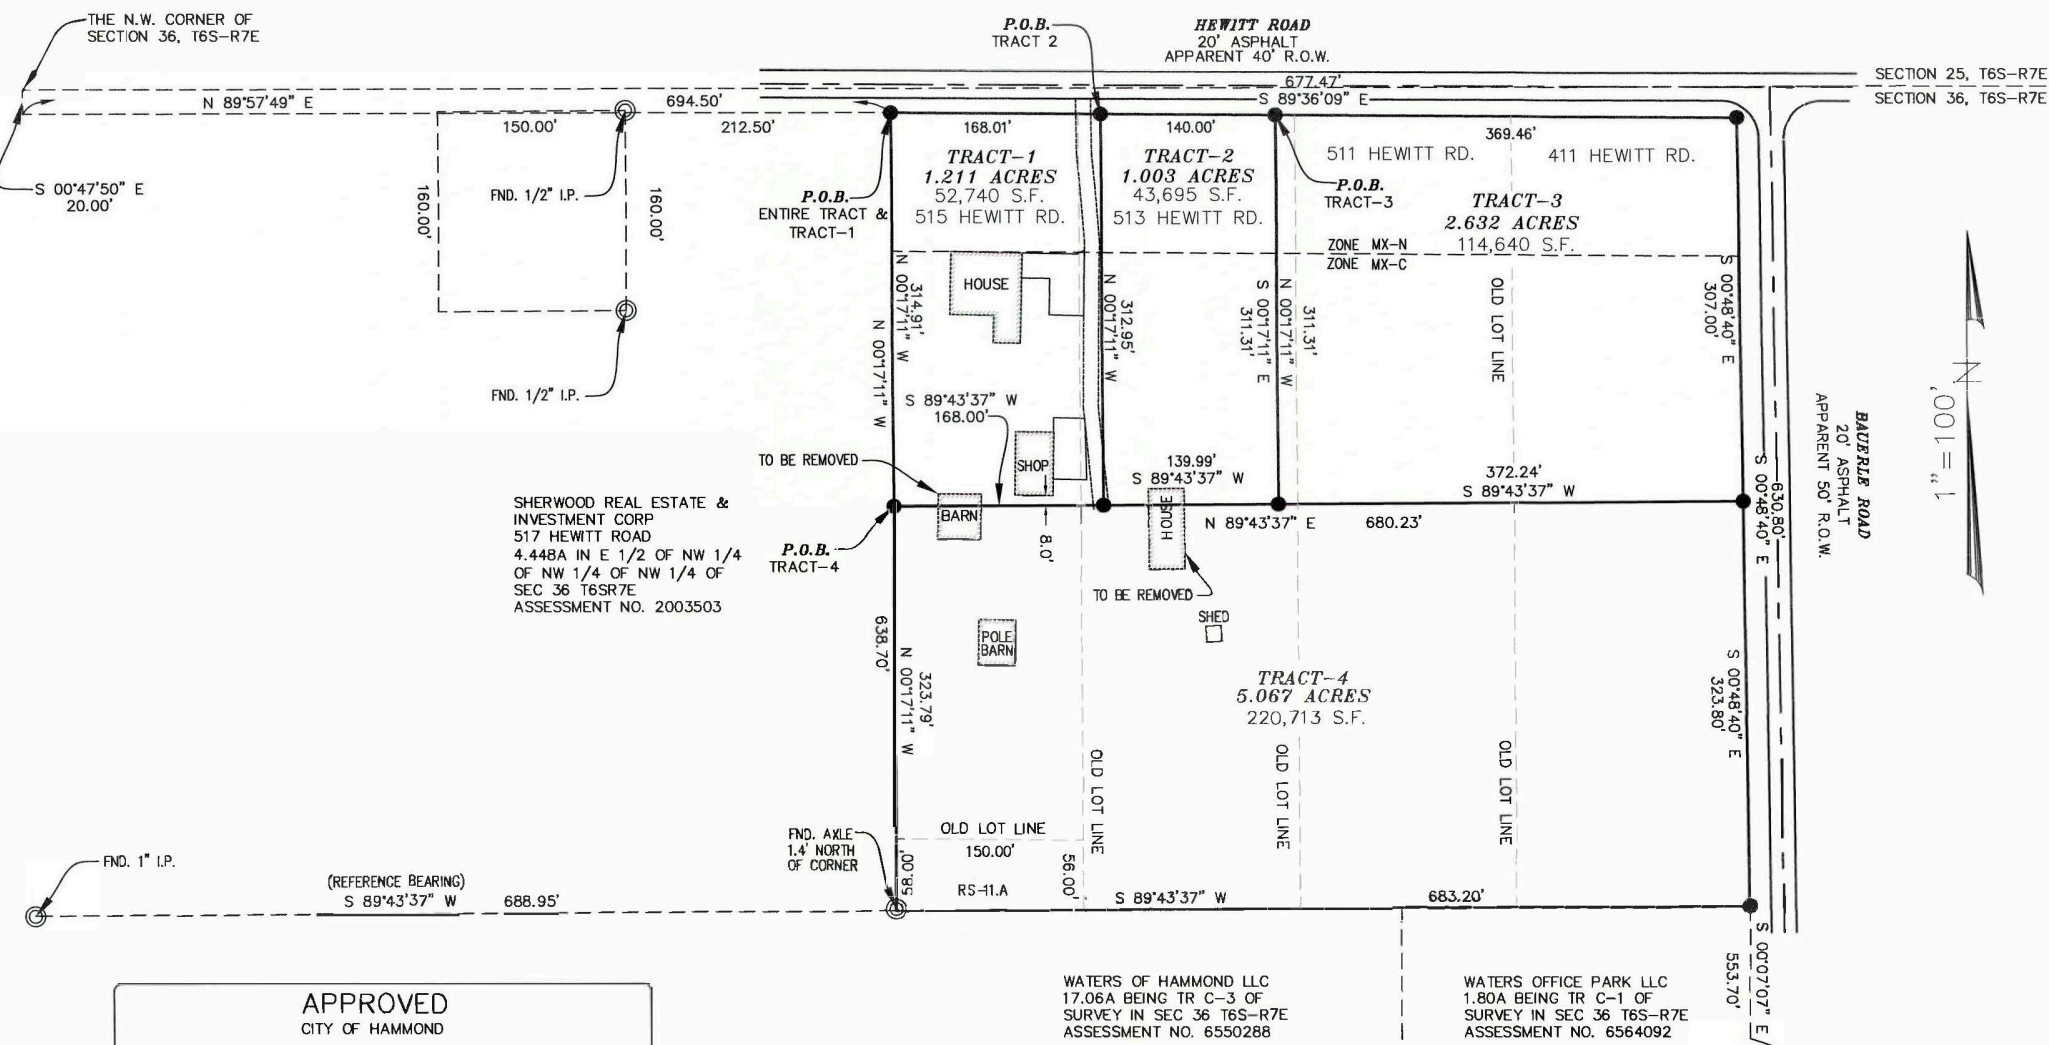 THE N.W. CORNER OF
SECTION 36, T6S-R7E
P.O.B.
TRACT 2
HEWITT ROAD
20' ASPHALT
APPARENT 40' R.O.W.
677.47'
S 89°36'09" E
SECTION 25, T6S-R7E
SECTION 36, T6S-R7E
N 89°57'49" E
694.50'
150.00'
212.50'
168.01'
140.00'
369.46'
S 00°47'50" E
20.00'
160.00'
160.00'
FND. 1/2" I.P.
FND. 1/2" I.P.
P.O.B.
ENTIRE TRACT &
TRACT-1
TRACT-1
1.211 ACRES
52,740 S.F.
515 HEWITT RD.
TRACT-2
1.003 ACRES
43,695 S.F.
513 HEWITT RD.
511 HEWITT RD.
411 HEWITT RD.
P.O.B.
TRACT-3
TRACT-3
2.632 ACRES
114,640 S.F.
ZONE MX-N
ZONE MX-C
HOUSE
N 00°17'11" W
314.91'
N 00°17'11" W
N 00°17'11" W
312.95'
S 00°17'11" E
311.31'
N 00°17'11" W
311.31'
OLD LOT LINE
S 00°48'40" E
307.00'
S 89°43'37" W
168.00'
TO BE REMOVED
SHOP
BARN
8.0'
139.99'
S 89°43'37" W
HOUSE
N 89°43'37" E
680.23'
372.24'
S 89°43'37" W
630.80'
S 00°48'40" E
BAUERLE ROAD
20' ASPHALT
APPARENT 50' R.O.W.
N
1"=100'
SHERWOOD REAL ESTATE &
INVESTMENT CORP
517 HEWITT ROAD
4.448A IN E 1/2 OF NW 1/4
OF NW 1/4 OF NW 1/4 OF
SEC 36 T6SR7E
ASSESSMENT NO. 2003503
P.O.B.
TRACT-4
TO BE REMOVED
SHED
POLE
BARN
638.70'
N 00°17'11" W
323.79'
TRACT-4
5.067 ACRES
220,713 S.F.
S 00°48'40" E
323.80'
OLD LOT LINE
OLD LOT LINE
OLD LOT LINE
FND. AXLE
1.4' NORTH
OF CORNER
OLD LOT LINE
150.00'
58.00'
56.00'
RS-11.A
S 89°43'37" W
683.20'
FND. 1" I.P.
(REFERENCE BEARING)
S 89°43'37" W
688.95'
S 00°07'07" E
553.70'
APPROVED
CITY OF HAMMOND
WATERS OF HAMMOND LLC
17.06A BEING TR C-3 OF
SURVEY IN SEC 36 T6S-R7E
ASSESSMENT NO. 6550288
WATERS OFFICE PARK LLC
1.80A BEING TR C-1 OF
SURVEY IN SEC 36 T6S-R7E
ASSESSMENT NO. 6564092